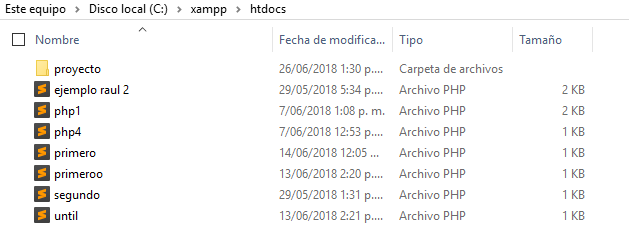 Este equipo > Disco local (C:) > xampp > htdocs
Nombre Fecha de modifica... Tipo Tamaño
proyecto 26/06/2018 1:30 p.... Carpeta de archivos
ejemplo raul 2 29/05/2018 5:34 p.... Archivo PHP 2 KB
php1 7/06/2018 1:08 p. m. Archivo PHP 2 KB
php4 7/06/2018 12:53 p.... Archivo PHP 1 KB
primero 14/06/2018 12:05 ... Archivo PHP 1 KB
primeroo 13/06/2018 2:20 p.... Archivo PHP 1 KB
segundo 29/05/2018 1:31 p.... Archivo PHP 1 KB
until 13/06/2018 2:21 p.... Archivo PHP 1 KB